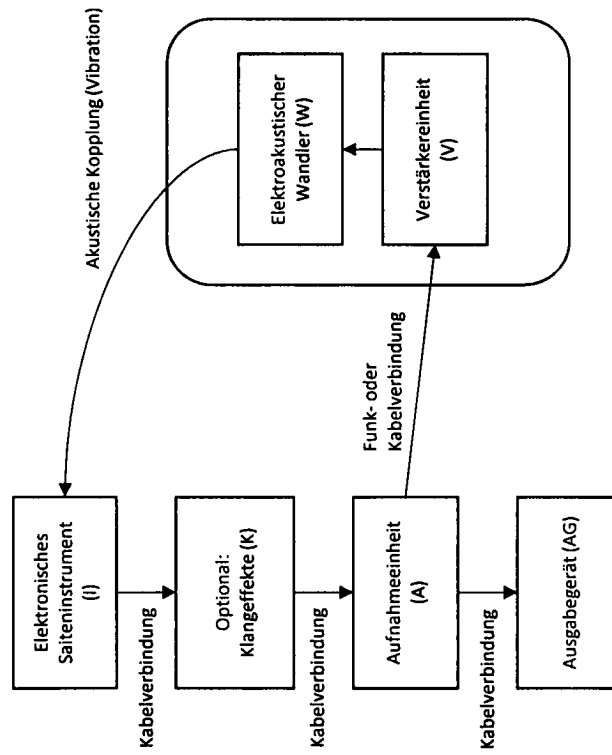 Elektronisches
Saiteninstrument
(I)
Kabelverbindung
Optional:
Klangeffekte (K)
Kabelverbindung
Aufnahmeeinheit
(A)
Kabelverbindung
Ausgabegerät (AG)
Funk- oder
Kabelverbindung
Verstärkereinheit
(V)
Elektroakustischer
Wandler (W)
Akustische Kopplung (Vibration)